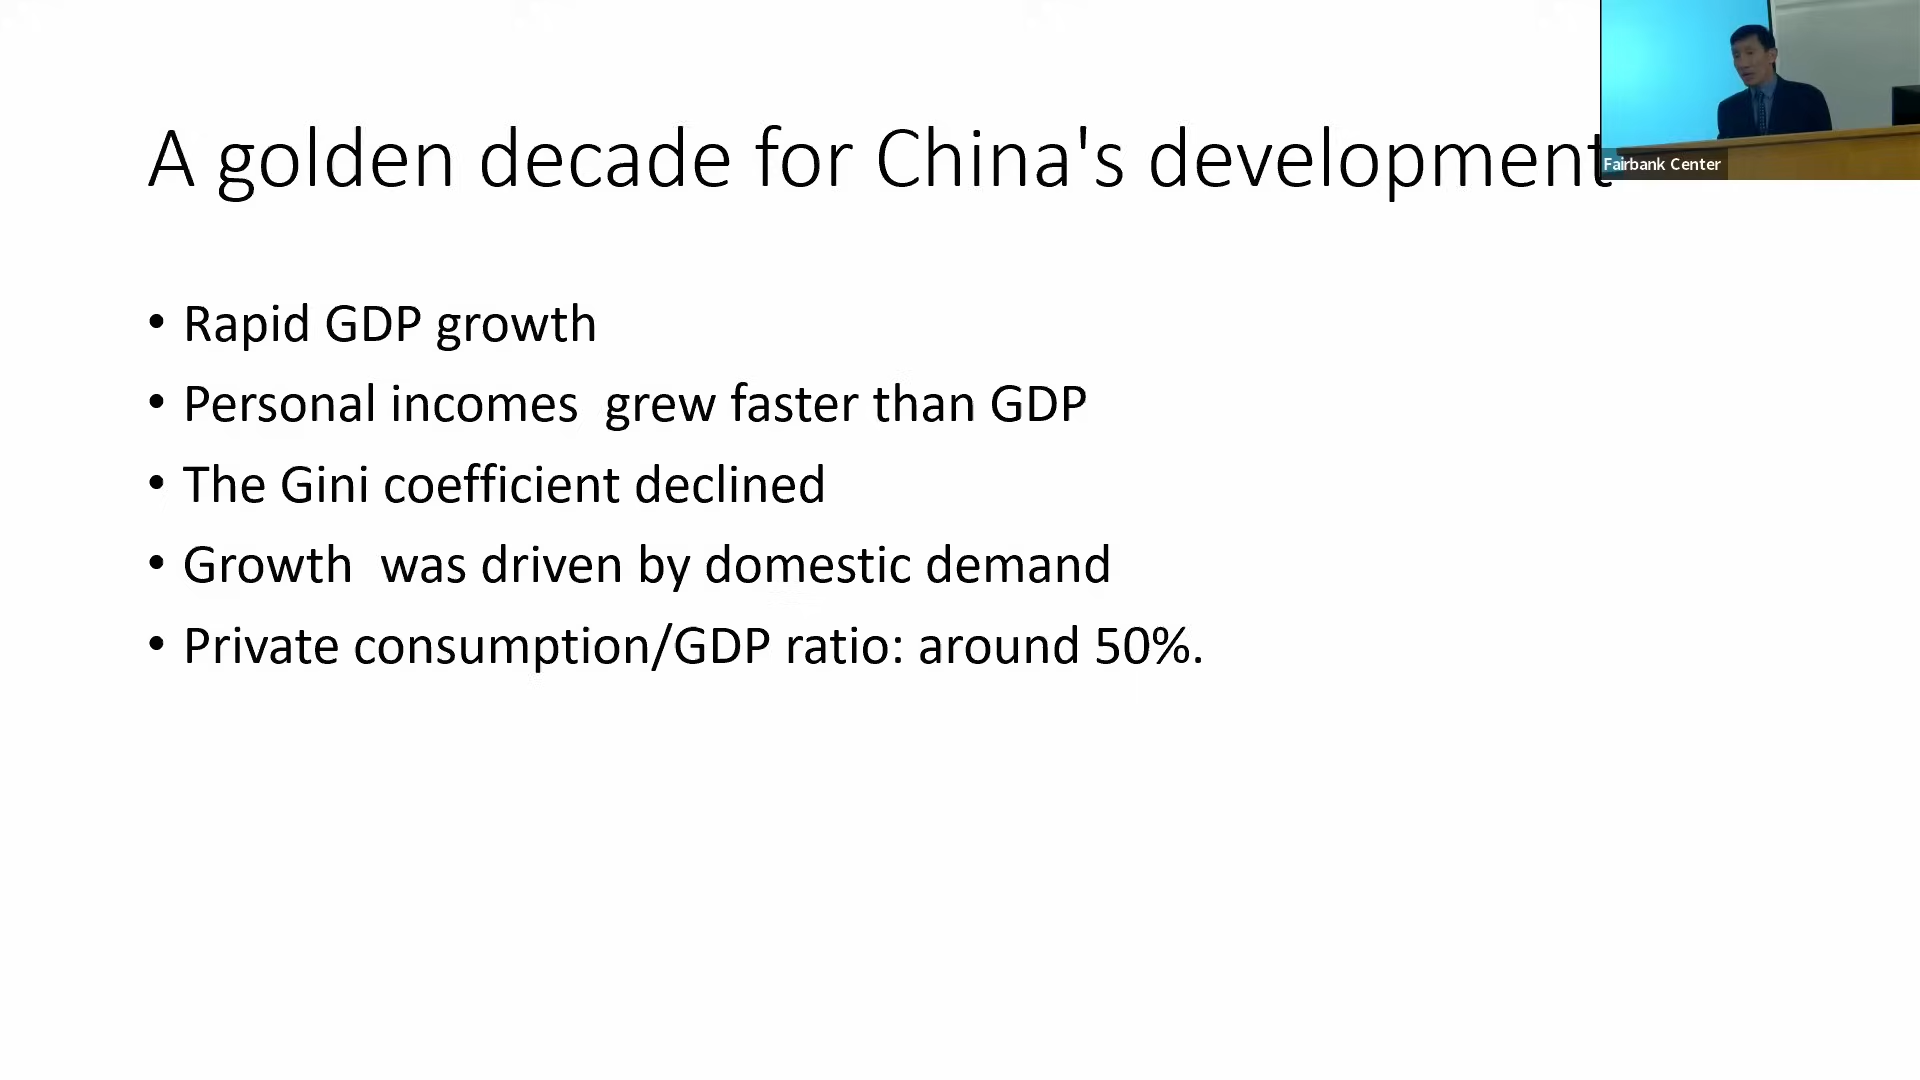 A golden decade for China's development
Fairbank Center
• Rapid GDP growth
• Personal incomes  grew faster than GDP
• The Gini coefficient declined
• Growth  was driven by domestic demand
• Private consumption/GDP ratio: around 50%.